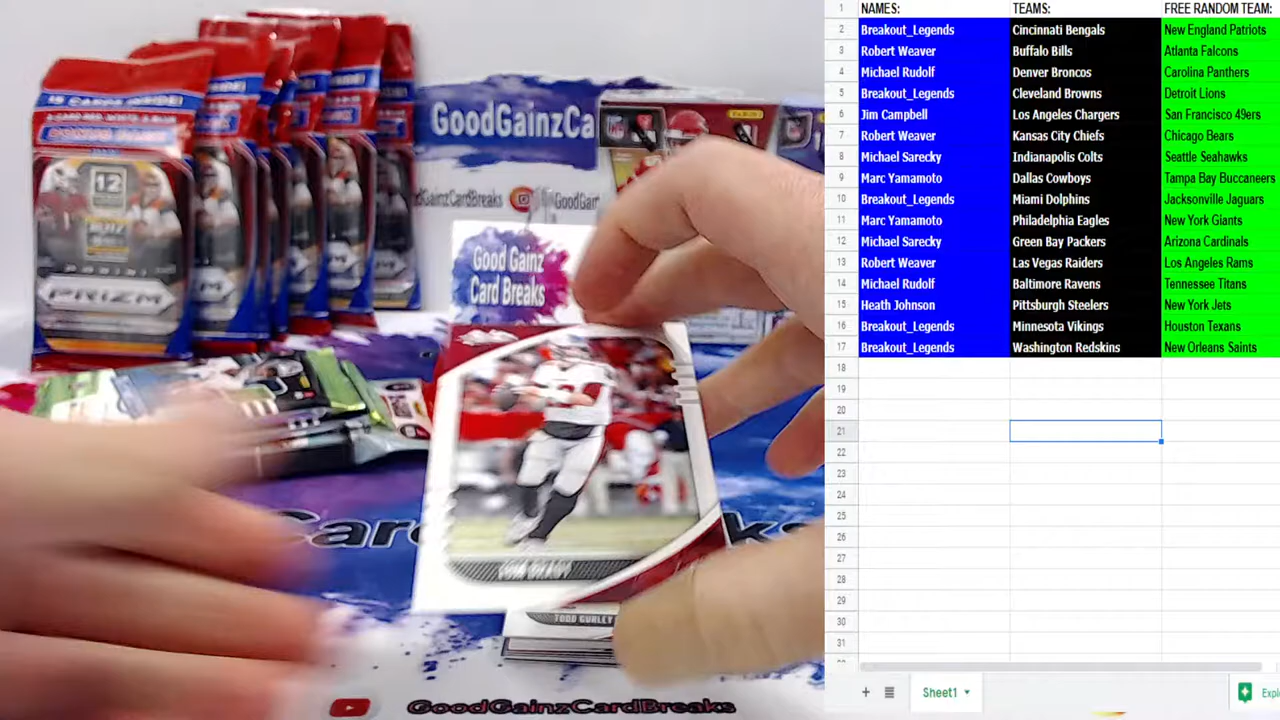 GoodGainzCa
GoodGainzCardBreaks
Good Gainz
Card Breaks
12
PRIZM
TODD GURLEY
GoodGainzCardBreaks
1 NAMES: TEAMS: FREE RANDOM TEAM:
2 Breakout_Legends Cincinnati Bengals New England Patriots
3 Robert Weaver Buffalo Bills Atlanta Falcons
4 Michael Rudolf Denver Broncos Carolina Panthers
5 Breakout_Legends Cleveland Browns Detroit Lions
6 Jim Campbell Los Angeles Chargers San Francisco 49ers
7 Robert Weaver Kansas City Chiefs Chicago Bears
8 Michael Sarecky Indianapolis Colts Seattle Seahawks
9 Marc Yamamoto Dallas Cowboys Tampa Bay Buccaneers
10 Breakout_Legends Miami Dolphins Jacksonville Jaguars
11 Marc Yamamoto Philadelphia Eagles New York Giants
12 Michael Sarecky Green Bay Packers Arizona Cardinals
13 Robert Weaver Las Vegas Raiders Los Angeles Rams
14 Michael Rudolf Baltimore Ravens Tennessee Titans
15 Heath Johnson Pittsburgh Steelers New York Jets
16 Breakout_Legends Minnesota Vikings Houston Texans
17 Breakout_Legends Washington Redskins New Orleans Saints
18
19
20
21
22
23
24
25
26
27
28
29
30
31
Sheet1
Explo